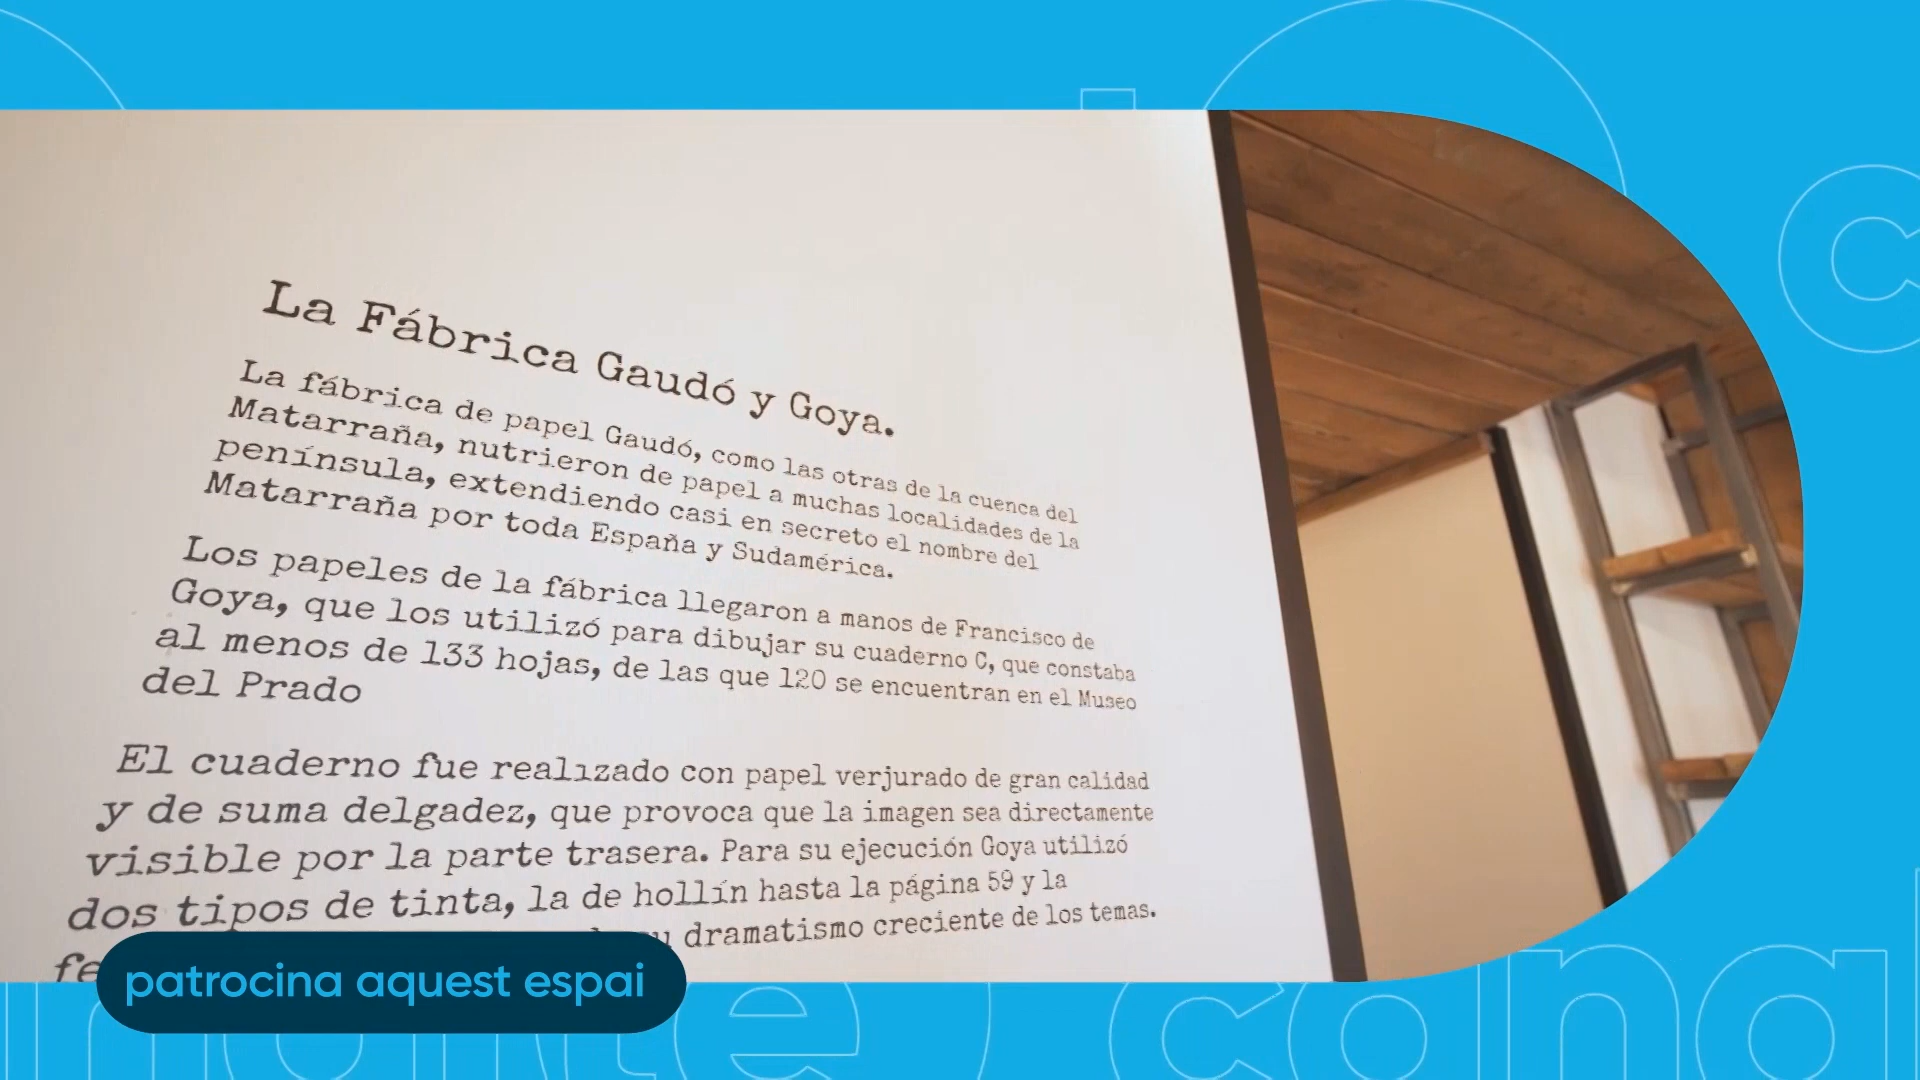 La Fábrica Gaudó y Goya.
La fábrica de papel Gaudó, como las otras de la cuenca del
Matarraña, nutrieron de papel a muchas localidades de la
península, extendiendo casi en secreto el nombre del
Matarraña por toda España y Sudamérica.
Los papeles de la fábrica llegaron a manos de Francisco de
Goya, que los utilizó para dibujar su cuaderno C, que constaba
al menos de 133 hojas, de las que 120 se encuentran en el Museo
del Prado
El cuaderno fue realizado con papel verjurado de gran calidad
y de suma delgadez, que provoca que la imagen sea directamente
visible por la parte trasera. Para su ejecución Goya utilizó
dos tipos de tinta, la de hollín hasta la página 59 y la
dramatismo creciente de los temas.
patrocina aquest espai